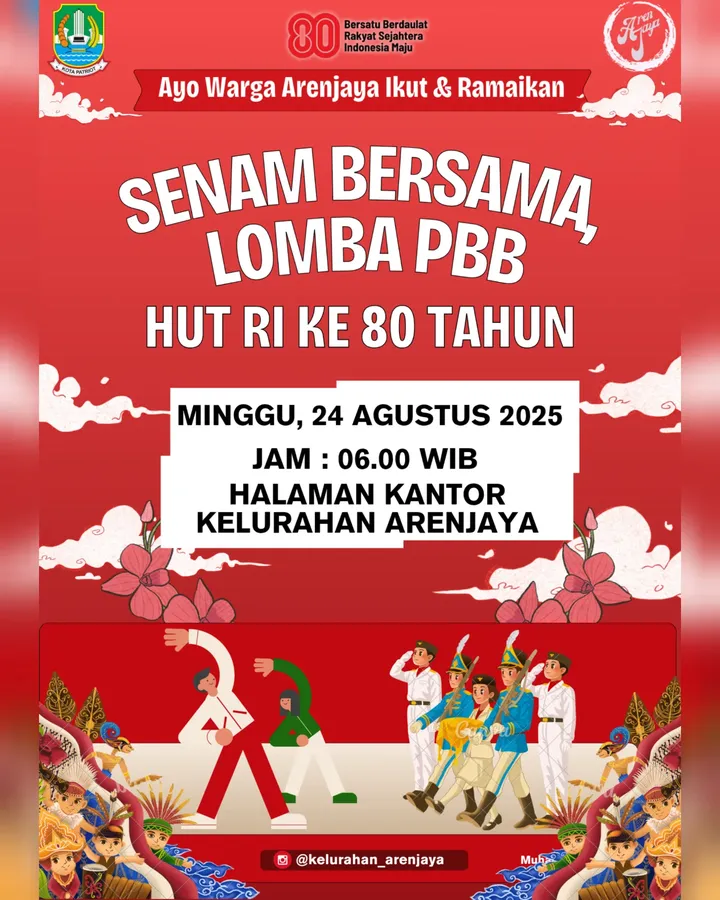 KOTA PATRIOT
80
Bersatu Berdaulat
Rakyat Sejahtera
Indonesia Maju
Aren
Jaya
Ayo Warga Arenjaya Ikut & Ramaikan
SENAM BERSAMA,
LOMBA PBB
HUT RI KE 80 TAHUN
MINGGU, 24 AGUSTUS 2025
JAM : 06.00 WIB
HALAMAN KANTOR
KELURAHAN ARENJAYA
@kelurahan_arenjaya